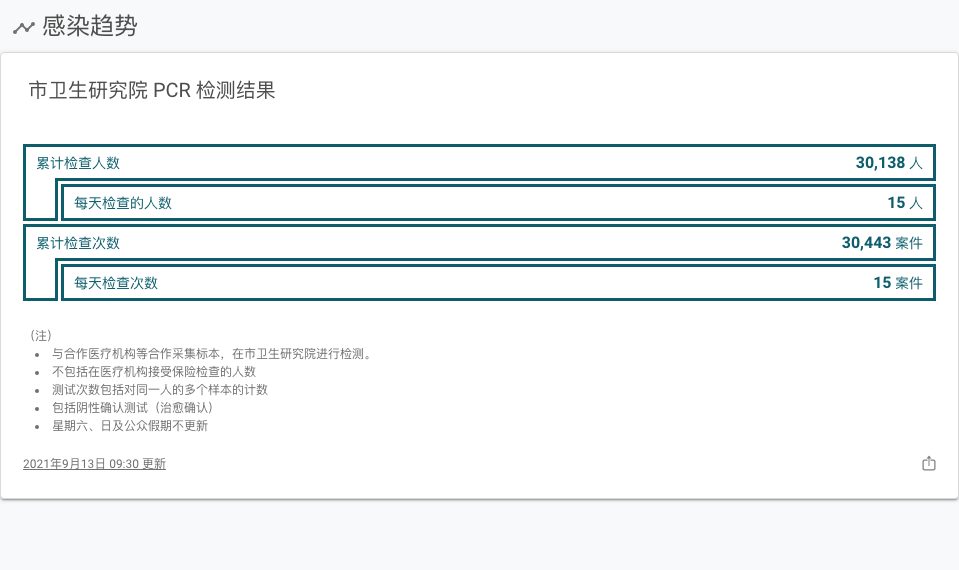 感染趋势
市卫生研究院 PCR 检测结果
累计检查人数 30,138 人
每天检查的人数 15 人
累计检查次数 30,443 案件
每天检查次数 15 案件
（注）
与合作医疗机构等合作采集标本，在市卫生研究院进行检测。
不包括在医疗机构接受保险检查的人数
测试次数包括对同一人的多个样本的计数
包括阴性确认测试（治愈确认）
星期六、日及公众假期不更新
2021年9月13日 09:30 更新